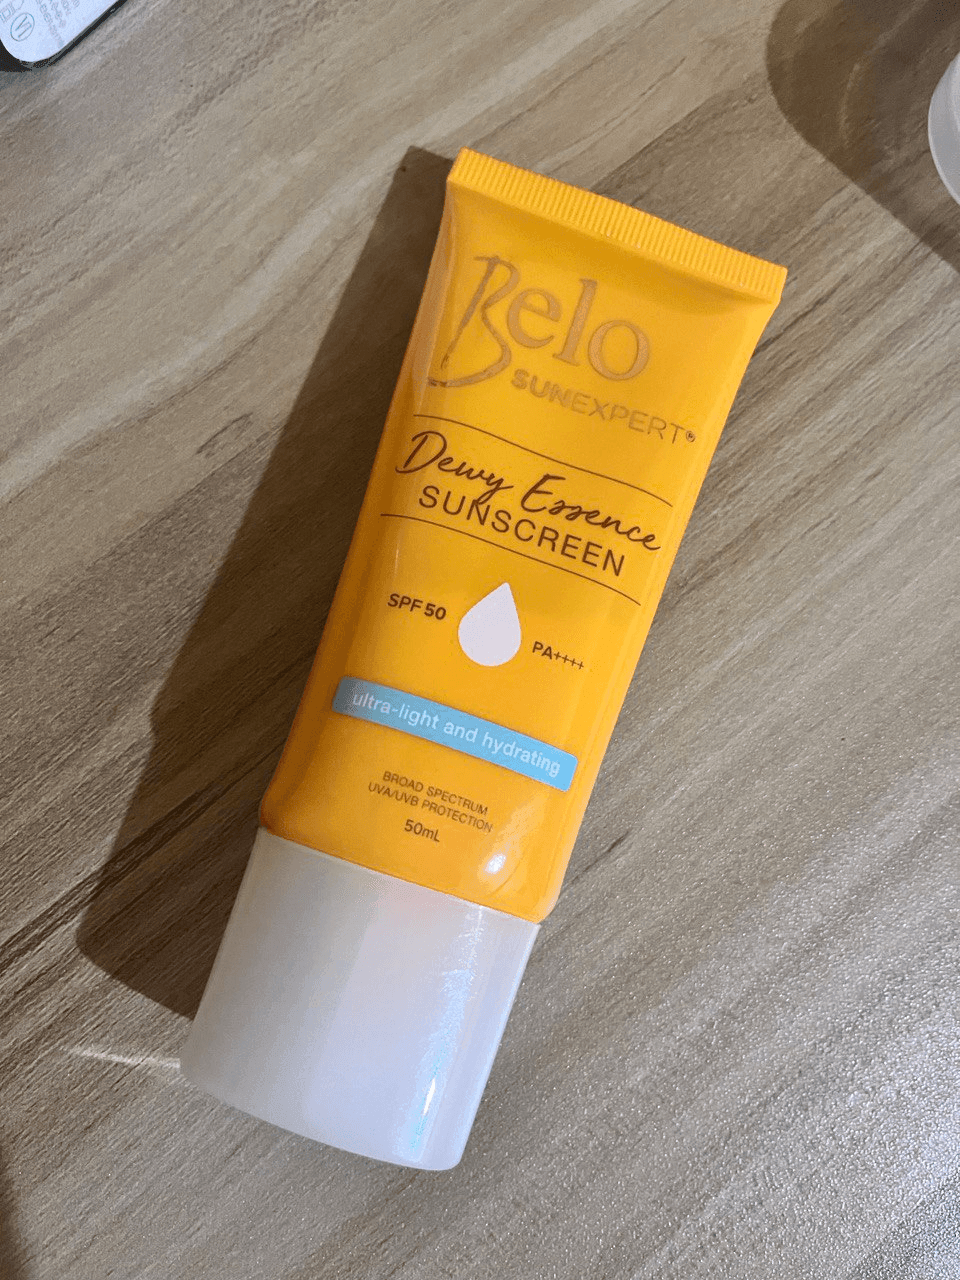 Belo
SUNEXPERT®
Dewy Essence
SUNSCREEN
SPF 50
PA++++
ultra-light and hydrating
BROAD SPECTRUM
UVA/UVB PROTECTION
50mL